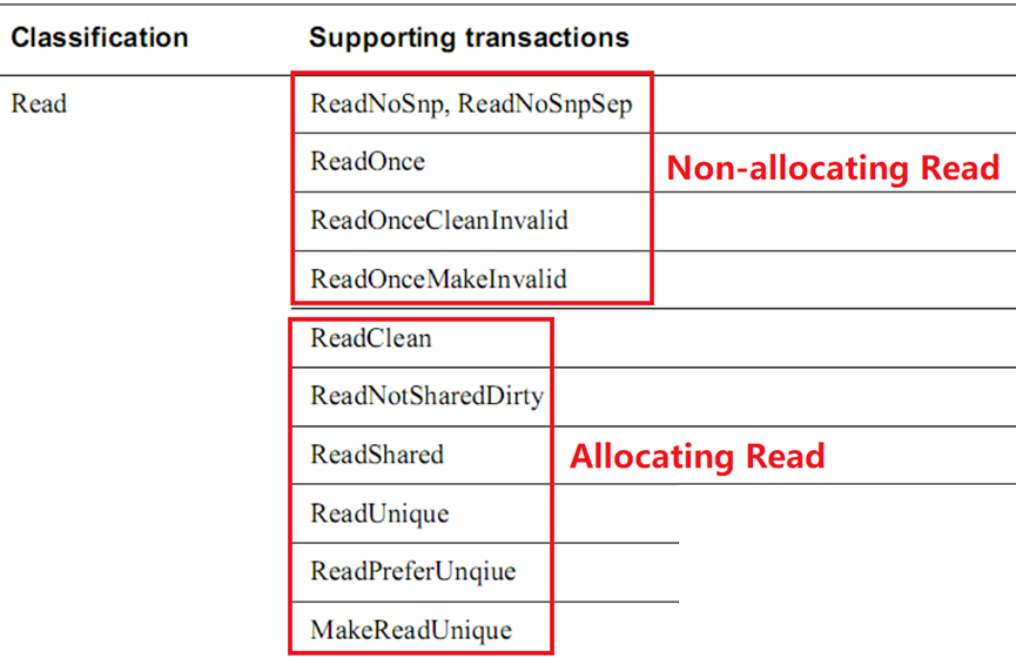 Classification Supporting transactions
Read ReadNoSnp, ReadNoSnpSep
ReadOnce
Non-allocating Read
ReadOnceCleanInvalid
ReadOnceMakeInvalid
ReadClean
ReadNotSharedDirty
ReadShared
Allocating Read
ReadUnique
ReadPreferUnqiue
MakeReadUnique